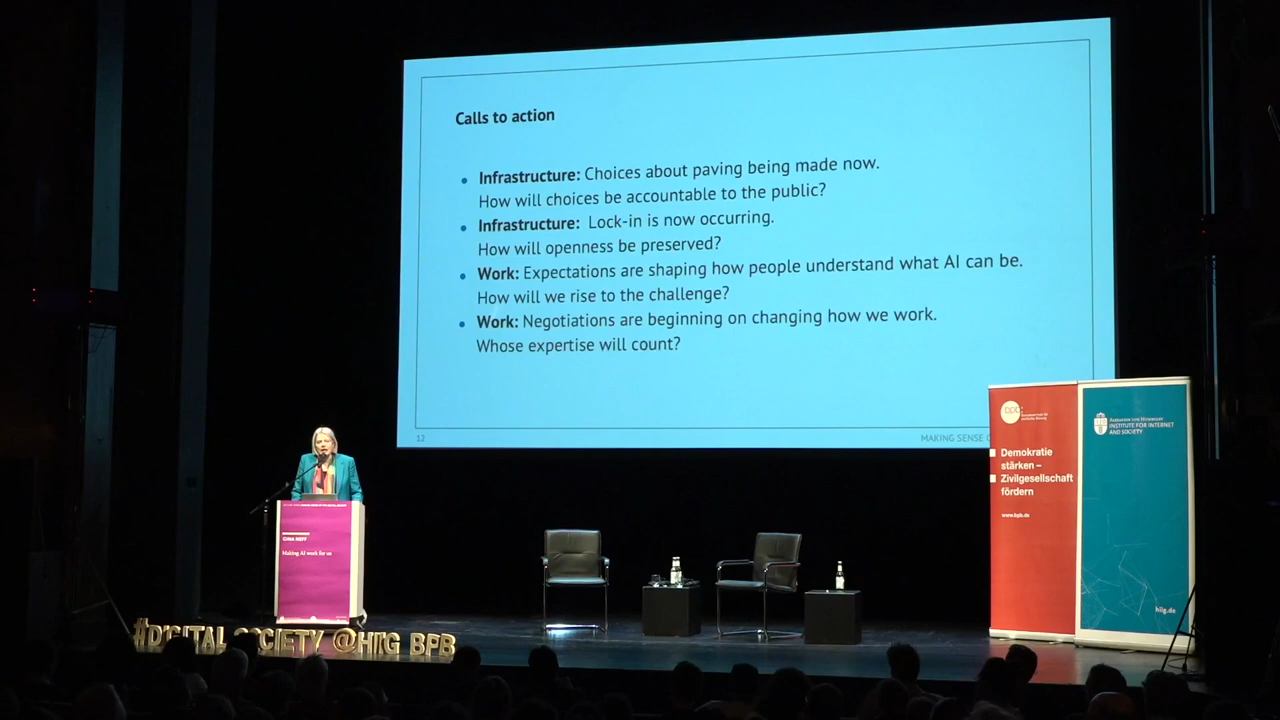 Calls to action
• Infrastructure: Choices about paving being made now.
How will choices be accountable to the public?
• Infrastructure: Lock-in is now occurring.
How will openness be preserved?
• Work: Expectations are shaping how people understand what AI can be.
How will we rise to the challenge?
• Work: Negotiations are beginning on changing how we work.
Whose expertise will count?
12
MAKING SENSE
bpb:
Demokratie
stärken –
Zivilgesellschaft
fördern
www.bpb.de
INSTITUTE FOR INTERNET
AND SOCIETY
hiig.de
GINA NEFF
Making AI work for us
#DIGITAL SOCIETY @HIIG BPB